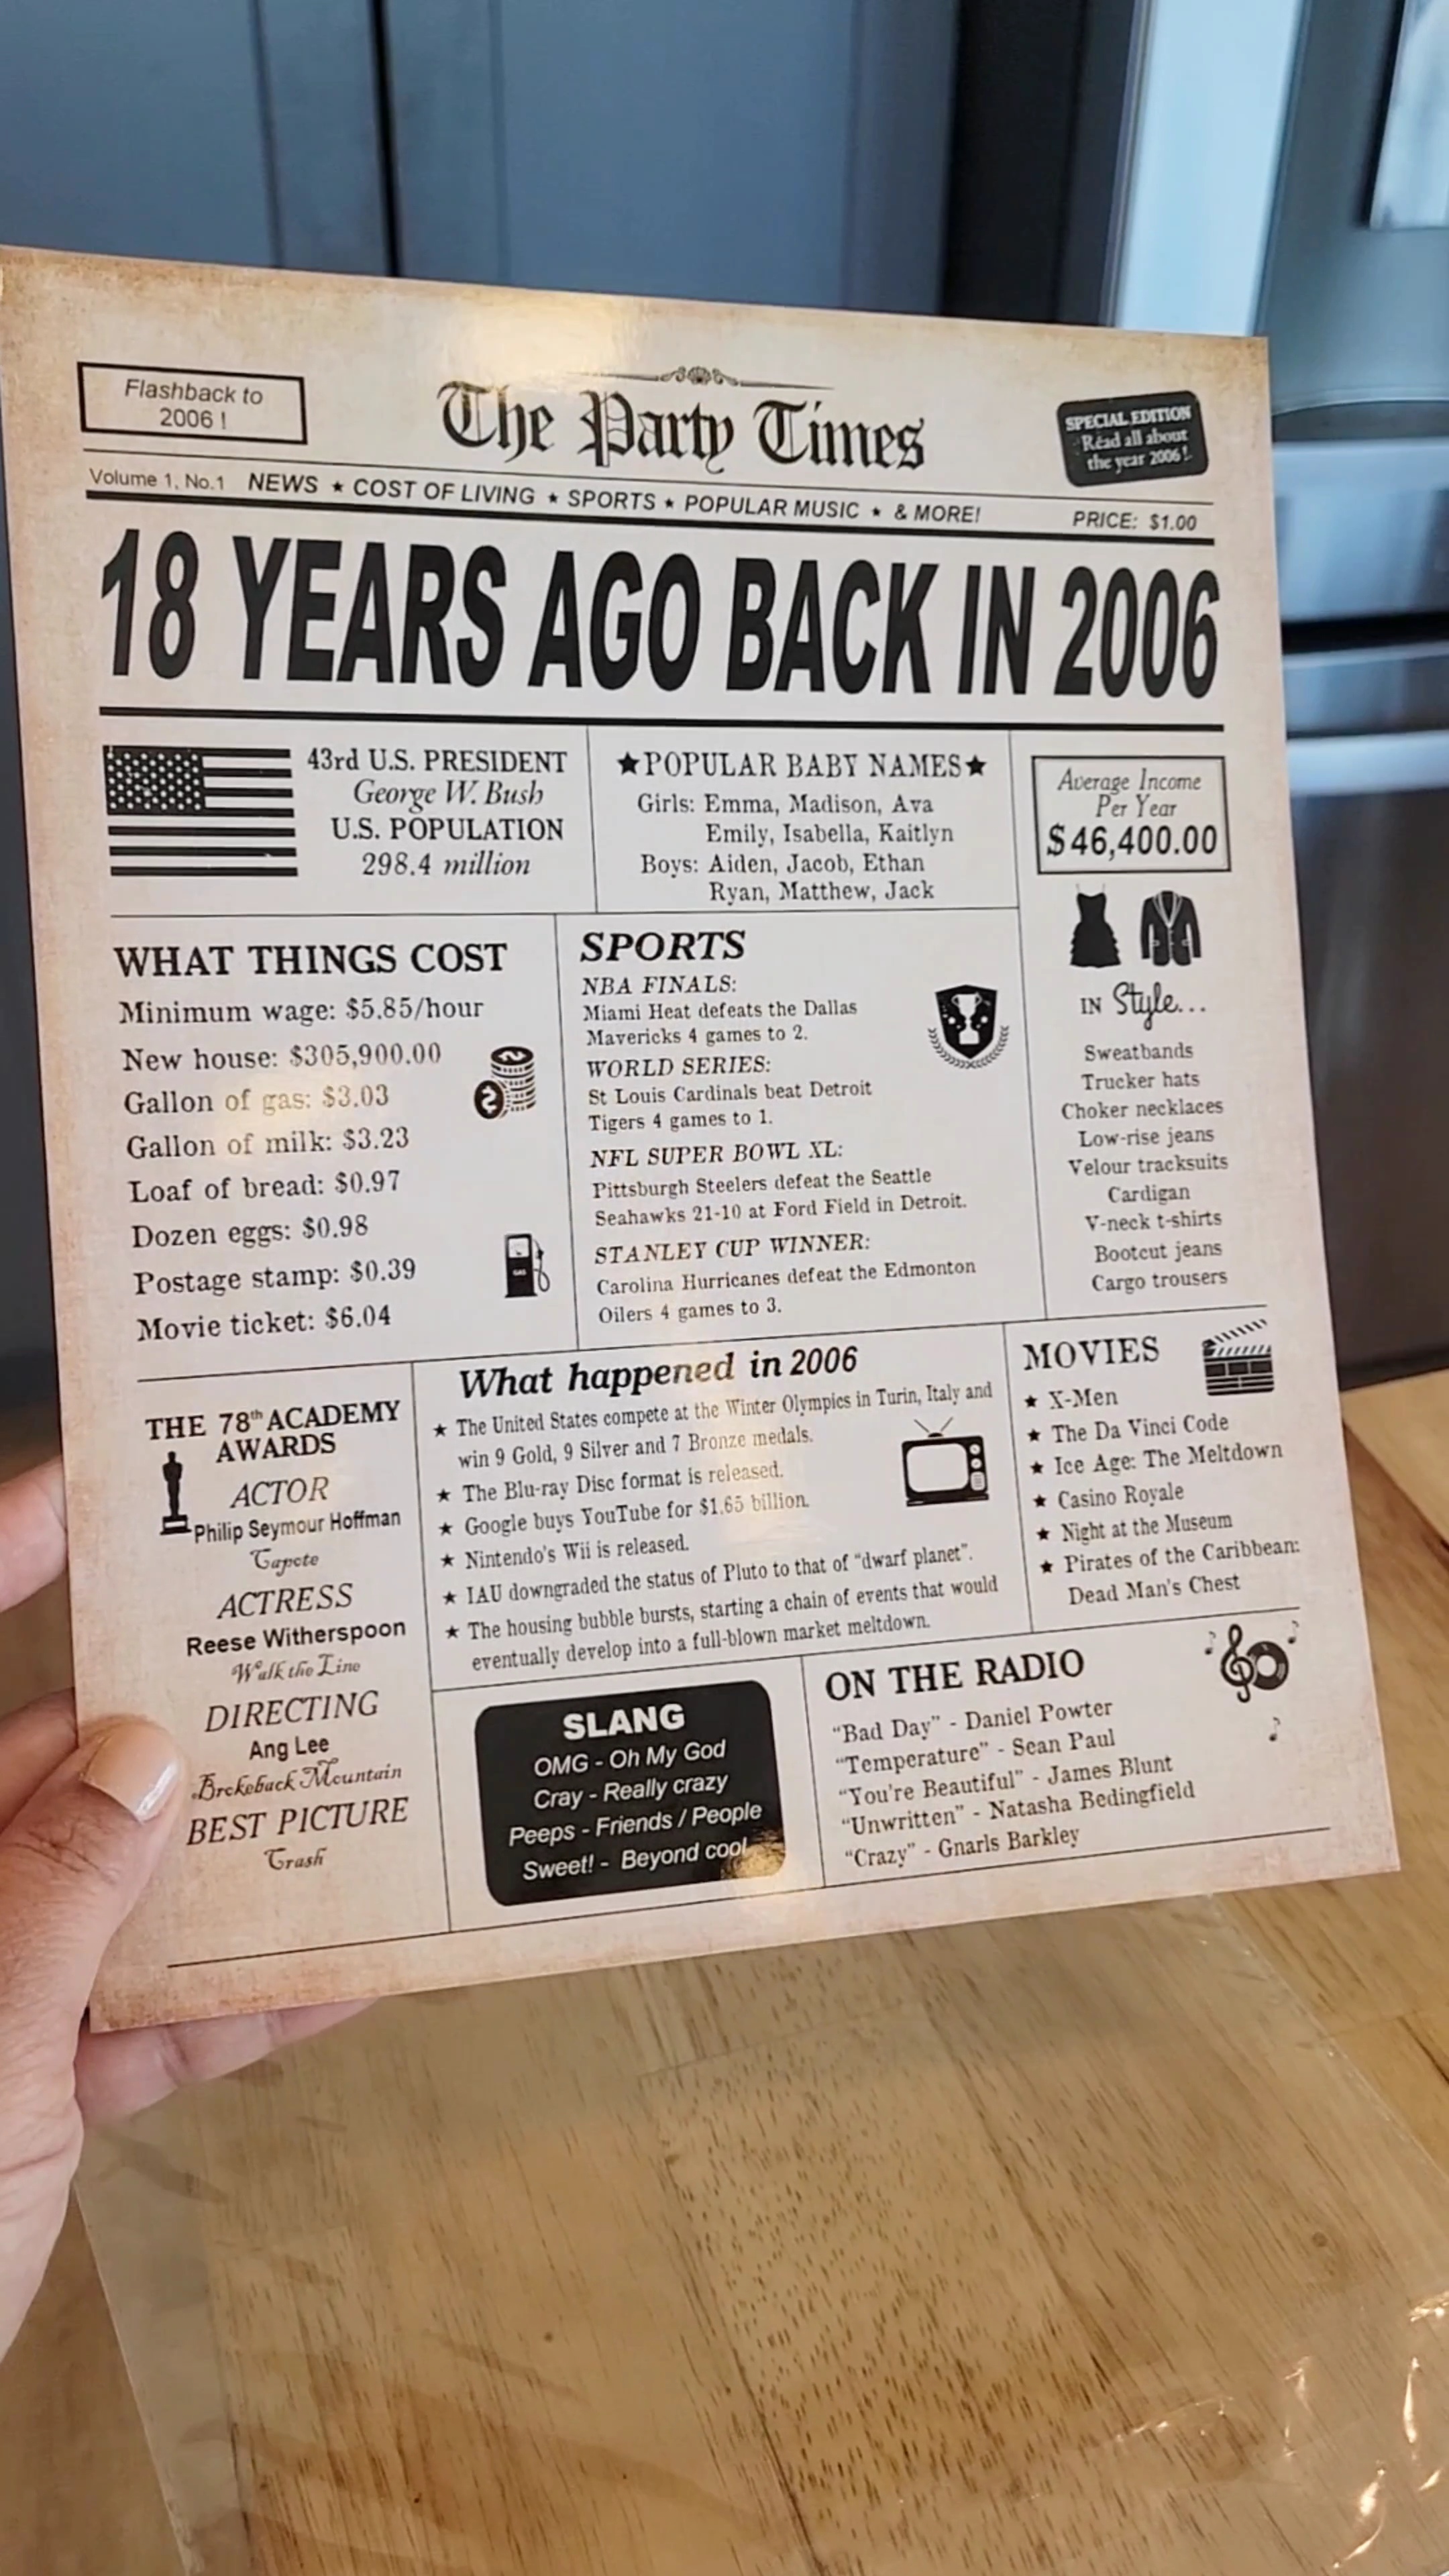 Flashback to
2006 !
The Party Times
SPECIAL EDITION
Read all about
the year 2006 !
Volume 1, No.1 NEWS ★ COST OF LIVING ★ SPORTS ★ POPULAR MUSIC ★ & MORE! PRICE: $1.00
18 YEARS AGO BACK IN 2006
43rd U.S. PRESIDENT
George W. Bush
U.S. POPULATION
298.4 million
★POPULAR BABY NAMES★
Girls: Emma, Madison, Ava
Emily, Isabella, Kaitlyn
Boys: Aiden, Jacob, Ethan
Ryan, Matthew, Jack
Average Income
Per Year
$46,400.00
WHAT THINGS COST
Minimum wage: $5.85/hour
New house: $305,900.00
Gallon of gas: $3.03
Gallon of milk: $3.23
Loaf of bread: $0.97
Dozen eggs: $0.98
Postage stamp: $0.39
Movie ticket: $6.04
GAS
SPORTS
NBA FINALS:
Miami Heat defeats the Dallas
Mavericks 4 games to 2.
WORLD SERIES:
St Louis Cardinals beat Detroit
Tigers 4 games to 1.
NFL SUPER BOWL XL:
Pittsburgh Steelers defeat the Seattle
Seahawks 21-10 at Ford Field in Detroit.
STANLEY CUP WINNER:
Carolina Hurricanes defeat the Edmonton
Oilers 4 games to 3.
IN Style...
Sweatbands
Trucker hats
Choker necklaces
Low-rise jeans
Velour tracksuits
Cardigan
V-neck t-shirts
Bootcut jeans
Cargo trousers
THE 78th ACADEMY
AWARDS
ACTOR
Philip Seymour Hoffman
Capote
ACTRESS
Reese Witherspoon
Walk the Line
DIRECTING
Ang Lee
Brokeback Mountain
BEST PICTURE
Crash
What happened in 2006
★ The United States compete at the Winter Olympics in Turin, Italy and
win 9 Gold, 9 Silver and 7 Bronze medals.
★ The Blu-ray Disc format is released.
★ Google buys YouTube for $1.65 billion.
★ Nintendo's Wii is released.
★ IAU downgraded the status of Pluto to that of "dwarf planet".
★ The housing bubble bursts, starting a chain of events that would
eventually develop into a full-blown market meltdown.
MOVIES
★ X-Men
★ The Da Vinci Code
★ Ice Age: The Meltdown
★ Casino Royale
★ Night at the Museum
★ Pirates of the Caribbean:
Dead Man's Chest
SLANG
OMG - Oh My God
Cray - Really crazy
Peeps - Friends / People
Sweet! - Beyond cool
ON THE RADIO
"Bad Day" - Daniel Powter
"Temperature" - Sean Paul
"You're Beautiful" - James Blunt
"Unwritten" - Natasha Bedingfield
"Crazy" - Gnarls Barkley